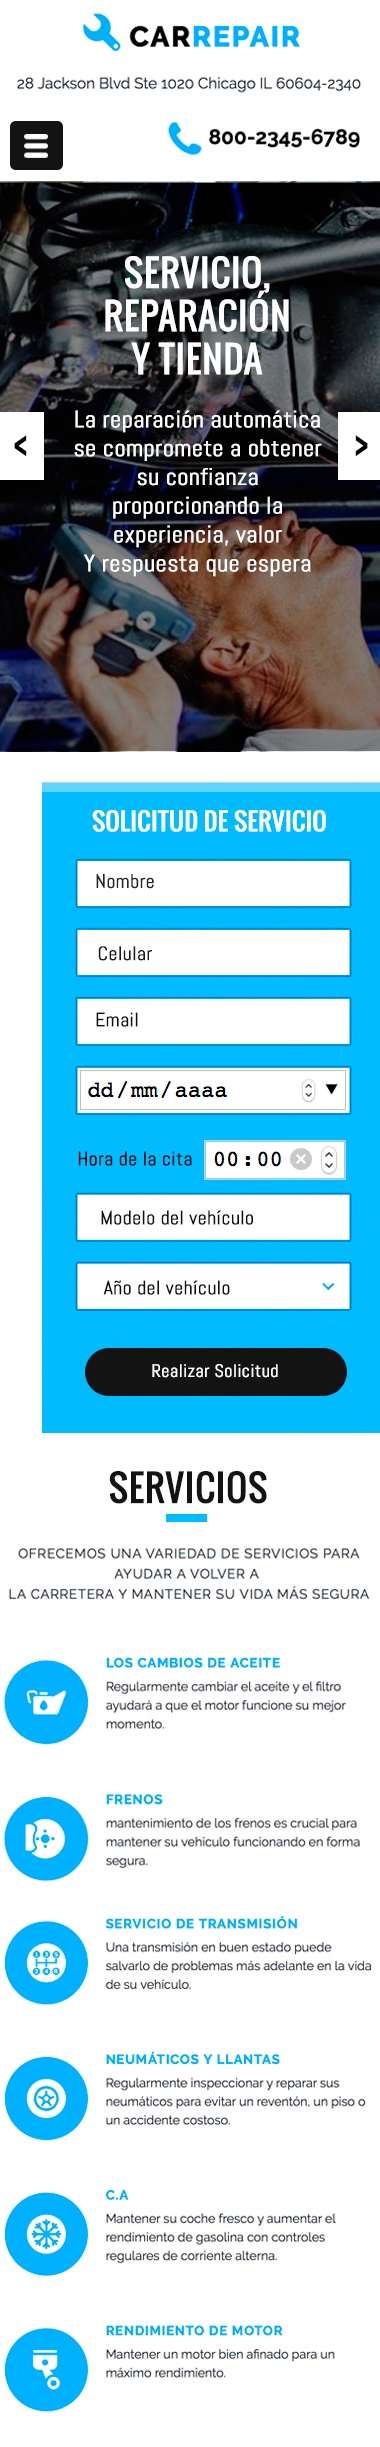 CARREPAIR
28 Jackson Blvd Ste 1020 Chicago IL 60604-2340
800-2345-6789
SERVICIO,
REPARACIÓN
Y TIENDA
La reparación automática
se compromete a obtener
su confianza
proporcionando la
experiencia, valor
Y respuesta que espera
<
>
SOLICITUD DE SERVICIO
Nombre
Celular
Email
dd/mm/aaaa
Hora de la cita 00:00
Modelo del vehículo
Año del vehículo
Realizar Solicitud
SERVICIOS
OFRECEMOS UNA VARIEDAD DE SERVICIOS PARA
AYUDAR A VOLVER A
LA CARRETERA Y MANTENER SU VIDA MÁS SEGURA
LOS CAMBIOS DE ACEITE
Regularmente cambiar el aceite y el filtro
ayudará a que el motor funcione su mejor
momento.
FRENOS
mantenimiento de los frenos es crucial para
mantener su vehículo funcionando en forma
segura.
SERVICIO DE TRANSMISIÓN
Una transmisión en buen estado puede
salvarlo de problemas más adelante en la vida
de su vehículo.
NEUMÁTICOS Y LLANTAS
Regularmente inspeccionar y reparar sus
neumáticos para evitar un reventón, un piso o
un accidente costoso.
C.A
Mantener su coche fresco y aumentar el
rendimiento de gasolina con controles
regulares de corriente alterna.
RENDIMIENTO DE MOTOR
Mantener un motor bien afinado para un
máximo rendimiento.